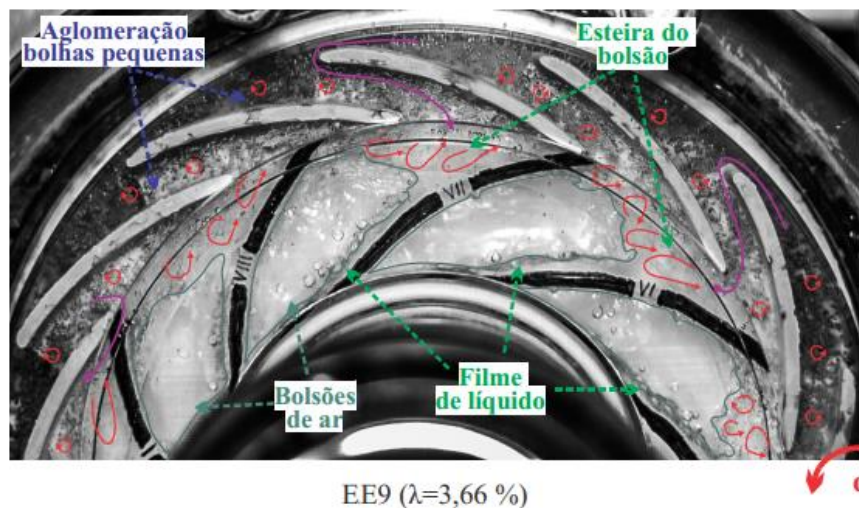 Aglomeração
bolhas pequenas
Esteira do
bolsão
VII
VIII
VI
Bolsões
de ar
Filme
de líquido
EE9 (λ=3,66 %)